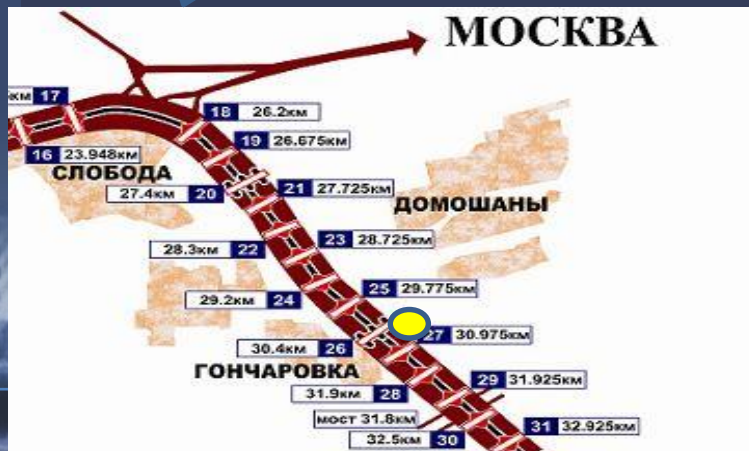 МОСКВА
км 17
18 26.2км
19 26.675км
16 23.948км
СЛОБОДА
27.4км 20
21 27.725км
ДОМОШАНЫ
28.3км 22
23 28.725км
25 29.775км
29.2км 24
27 30.975км
30.4км 26
ГОНЧАРОВКА
29 31.925км
31.9км 28
мост 31.8км
31 32.925км
32.5км 30